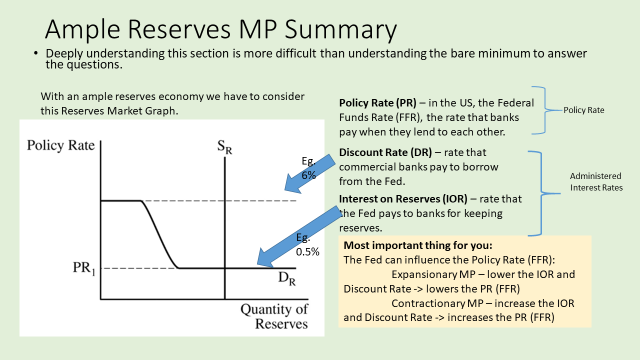 Ample Reserves MP Summary
• Deeply understanding this section is more difficult than understanding the bare minimum to answer
the questions.
With an ample reserves economy we have to consider
this Reserves Market Graph.
Policy Rate
S_R
PR₁
D_R
Quantity of
Reserves
Eg.
6%
Eg.
0.5%
Policy Rate (PR) – in the US, the Federal
Funds Rate (FFR), the rate that banks
pay when they lend to each other.
Discount Rate (DR) – rate that
commercial banks pay to borrow
from the Fed.
Interest on Reserves (IOR) – rate that
the Fed pays to banks for keeping
reserves.
Policy Rate
Administered
Interest Rates
Most important thing for you:
The Fed can influence the Policy Rate (FFR):
Expansionary MP – lower the IOR and
Discount Rate -> lowers the PR (FFR)
Contractionary MP – increase the IOR
and Discount Rate -> increases the PR (FFR)